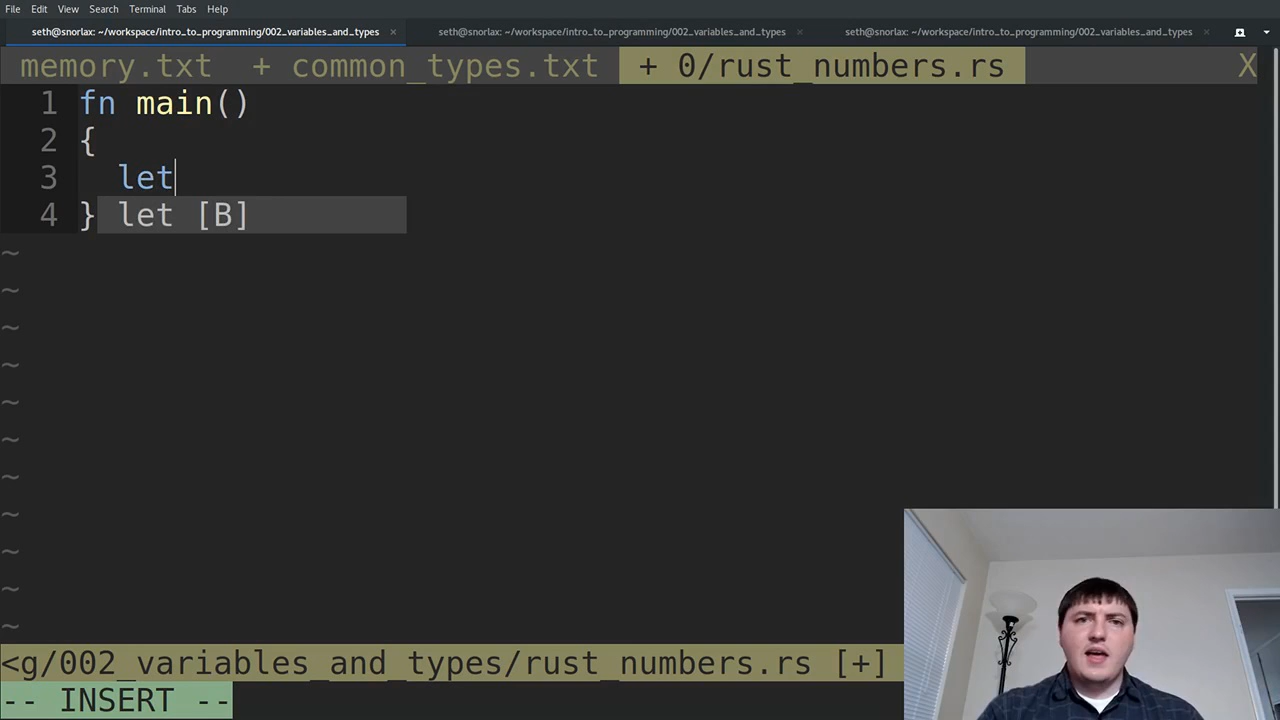 File Edit View Search Terminal Tabs Help
seth@snorlax: ~/workspace/intro_to_programming/002_variables_and_types × seth@snorlax: ~/workspace/intro_to_programming/002_variables_and_types × seth@snorlax: ~/workspace/intro_to_programming/002_variables_and_types ×
memory.txt + common_types.txt + 0/rust_numbers.rs X
1 fn main()
2 {
3 let
4 } let [B]
~
~
~
~
~
~
~
~
~
~
~
<g/002_variables_and_types/rust_numbers.rs [+]
-- INSERT --